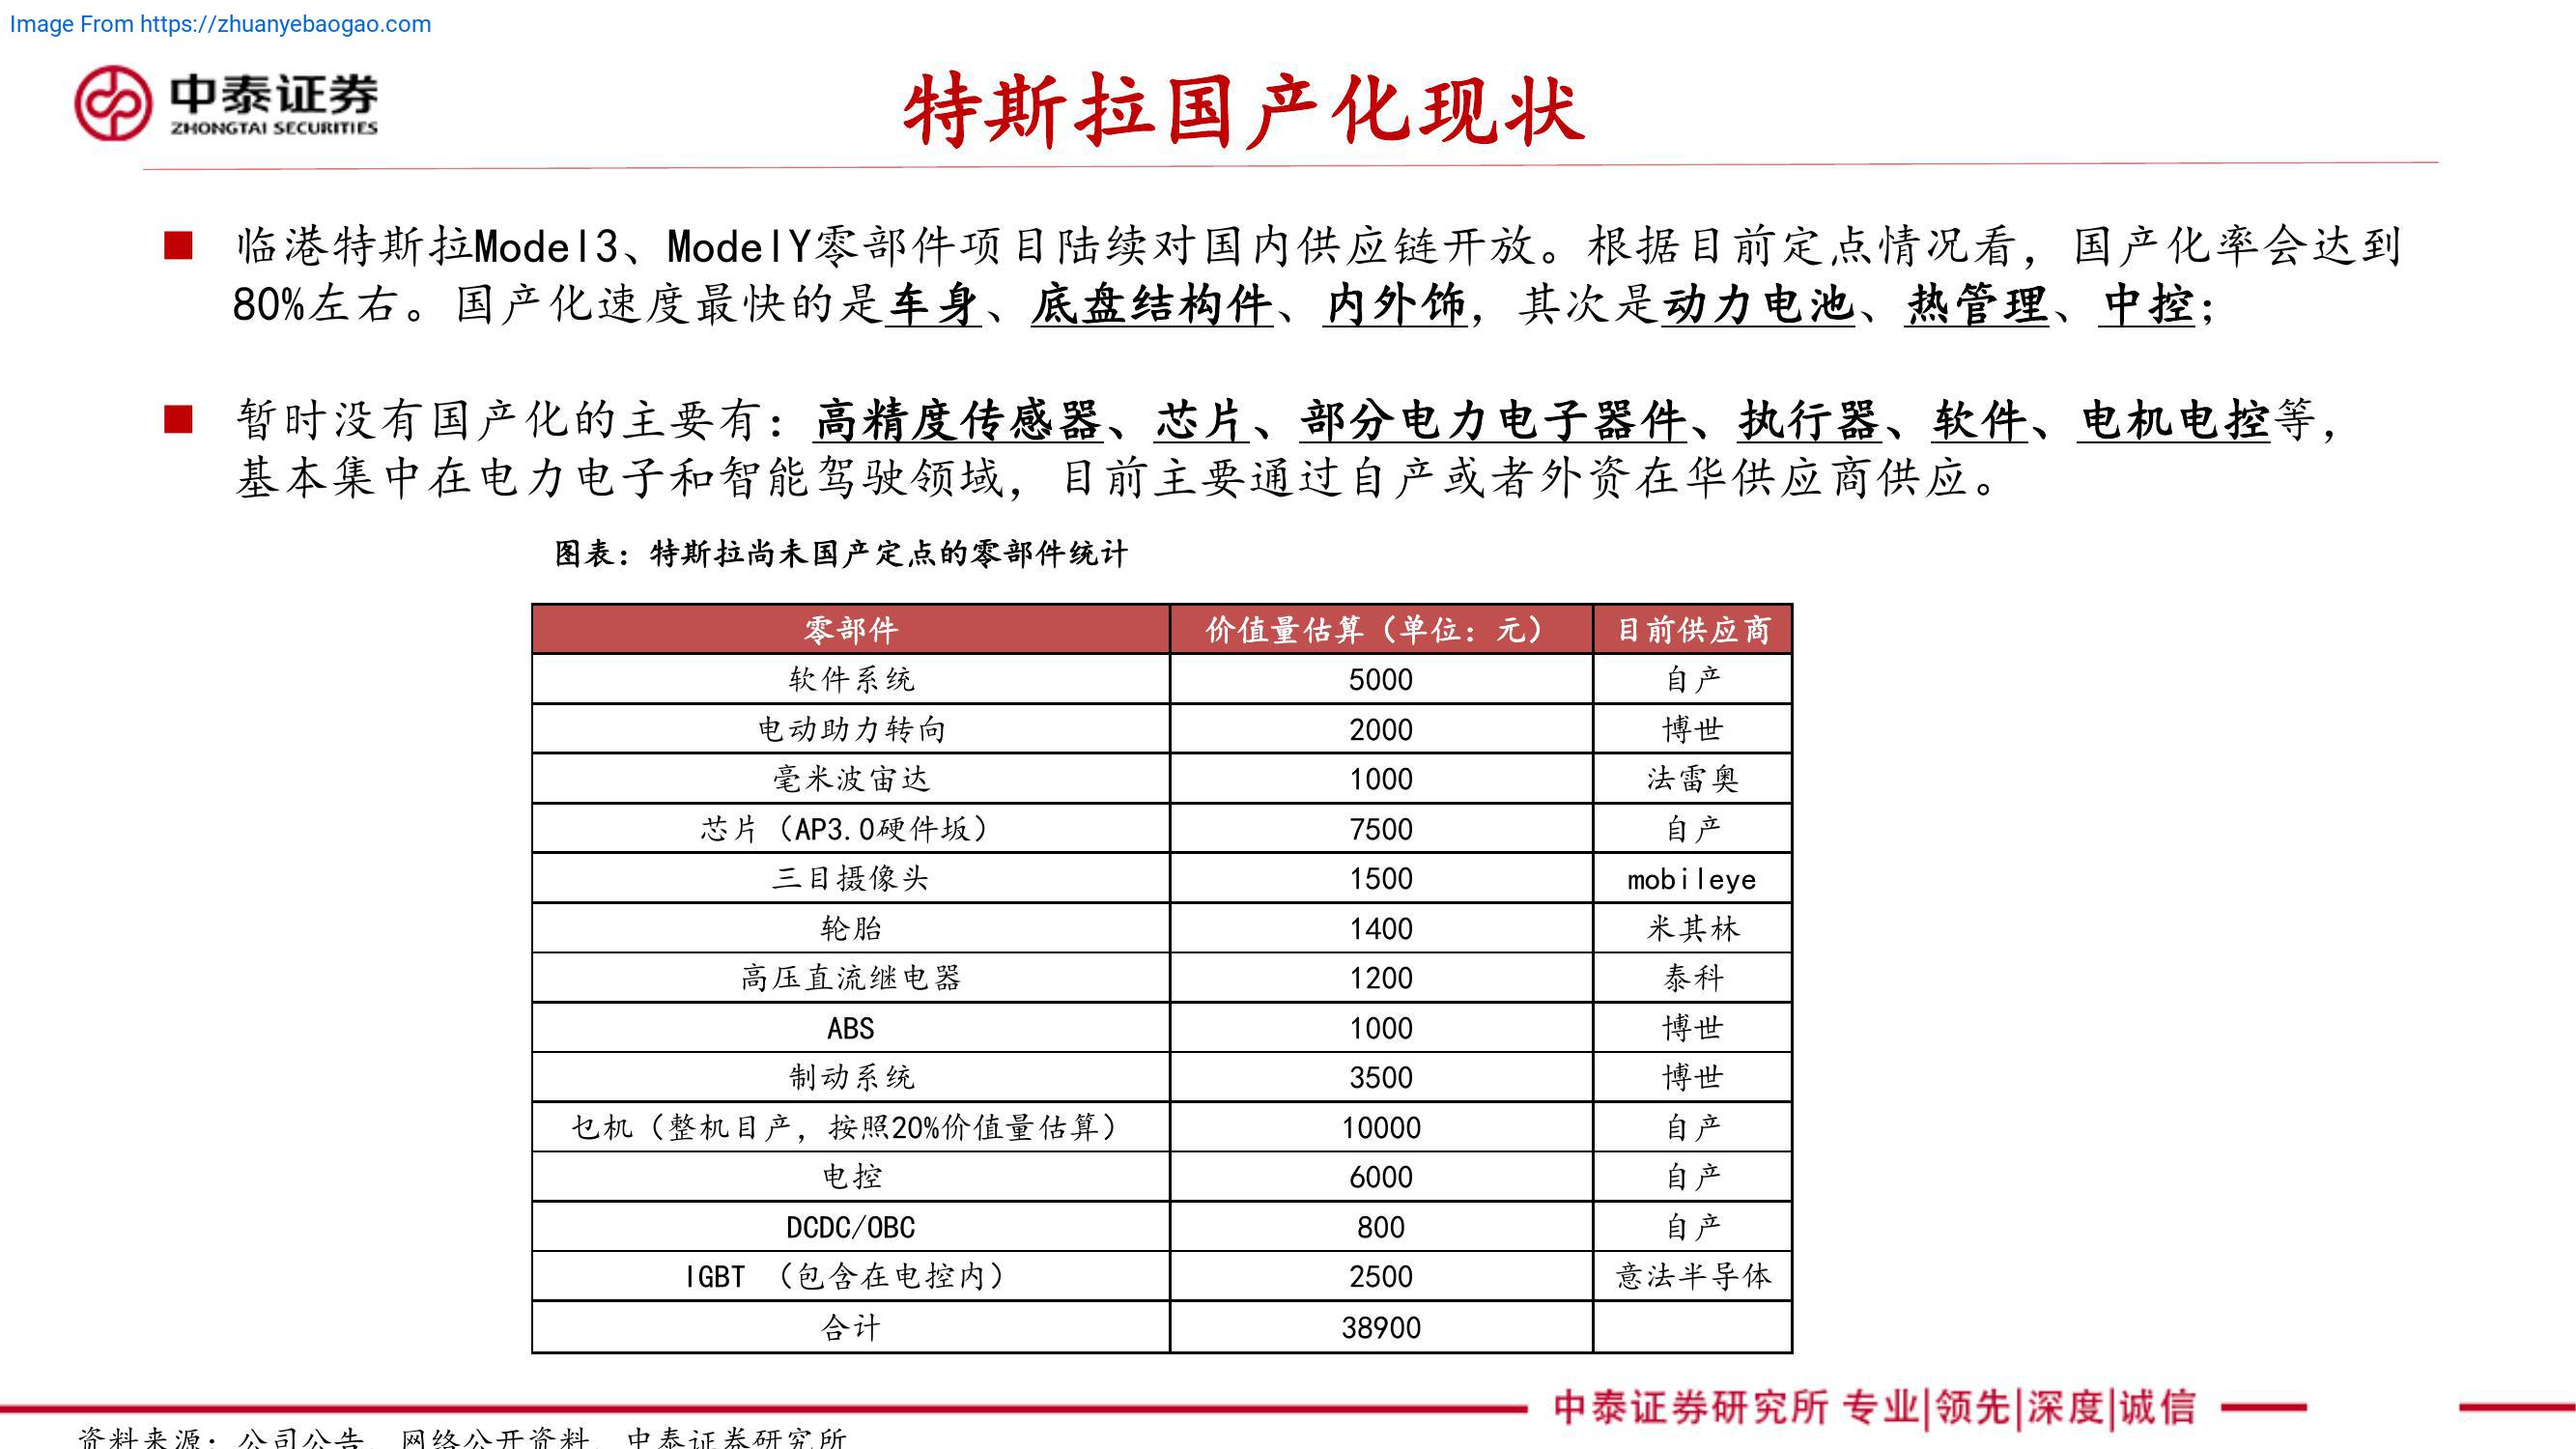 Image From https://zhuanyebaogao.com
中泰证券
ZHONGTAI SECURITIES
特斯拉国产化现状
临港特斯拉Model3、ModelY零部件项目陆续对国内供应链开放。根据目前定点情况看，国产化率会达到
80%左右。国产化速度最快的是车身、底盘结构件、内外饰，其次是动力电池、热管理、中控；
暂时没有国产化的主要有：高精度传感器、芯片、部分电力电子器件、执行器、软件、电机电控等，
基本集中在电力电子和智能驾驶领域，目前主要通过自产或者外资在华供应商供应。
图表：特斯拉尚未国产定点的零部件统计
零部件 价值量估算（单位：元） 目前供应商
软件系统 5000 自产
电动助力转向 2000 博世
毫米波宙达 1000 法雷奥
芯片（AP3.0硬件坂） 7500 自产
三目摄像头 1500 mobileye
轮胎 1400 米其林
高压直流继电器 1200 泰科
ABS 1000 博世
制动系统 3500 博世
乜机（整机目产，按照20%价值量估算） 10000 自产
电控 6000 自产
DCDC/OBC 800 自产
IGBT （包含在电控内） 2500 意法半导体
合计 38900
中泰证券研究所 专业|领先|深度|诚信
资料来源：公司公告、网络公开资料、中泰证券研究所